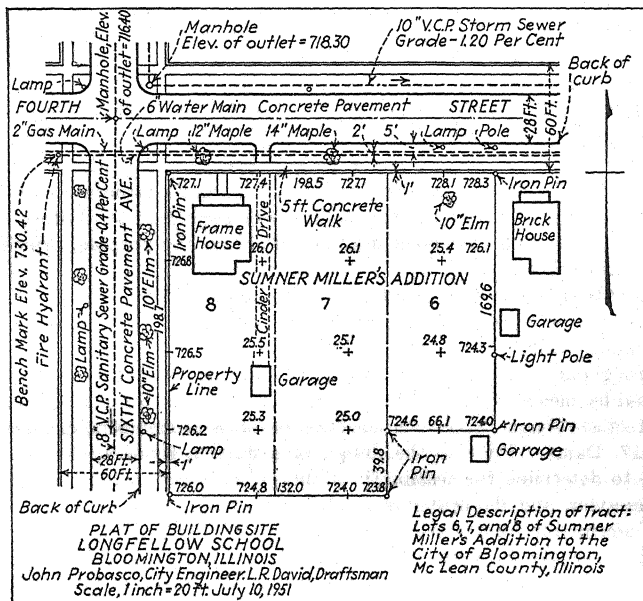 Manhole
Elev. of outlet=718.30
10" V.C.P. Storm Sewer
Grade-1.20 Per Cent
Manhole, Elev.
of outlet=716.40
Lamp
Back of
curb
FOURTH
6 Water Main
Concrete Pavement
STREET
28 Ft.
60 Ft.
2" Gas Main
Lamp
12" Maple
14" Maple
2'
5'
Lamp
Pole
727.1
727.4
198.5
727.1
728.1
728.3
1'
Iron Pin
Iron Pin
5 ft. Concrete
Walk
10" Elm
Frame
House
Brick
House
Bench Mark Elev. 730.42
Fire Hydrant
8" V.C.P. Sanitary Sewer Grade-0.4 Per Cent
SIXTH Concrete Pavement AVE.
10" Elm
198.7
Cinder Drive
726.8
26.0
26.1
25.4
726.1
SUMNER MILLER'S ADDITION
8
7
6
169.6
Garage
Lamp
726.5
25.5
25.1
24.8
724.3
Light Pole
Property
Line
Garage
10" Elm
726.2
25.3
25.0
724.6
66.1
724.0
Iron Pin
Garage
Lamp
28 Ft.
60 Ft.
1'
39.8
Iron
Pin
726.0
724.8
132.0
724.0
723.8
Back of Curb
Iron Pin
PLAT OF BUILDING SITE
LONGFELLOW SCHOOL
BLOOMINGTON, ILLINOIS
John Probasco, City Engineer. L.R. David, Draftsman
Scale, 1 inch=20 ft. July 10, 1951
Legal Description of Tract:
Lots 6, 7, and 8 of Sumner
Miller's Addition to the
City of Bloomington,
Mc Lean County, Illinois